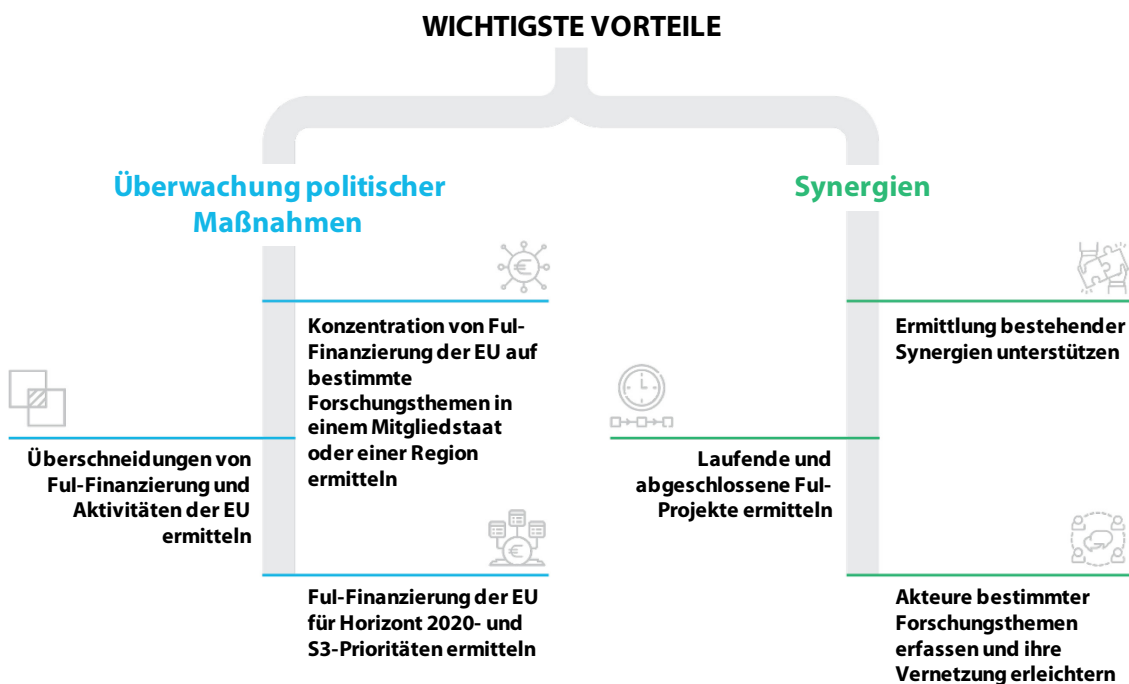 WICHTIGSTE VORTEILE
Überwachung politischer
Maßnahmen
Konzentration von FuI-
Finanzierung der EU auf
bestimmte
Forschungsthemen in
einem Mitgliedstaat
oder einer Region
ermitteln
Überschneidungen von
FuI-Finanzierung und
Aktivitäten der EU
ermitteln
FuI-Finanzierung der EU
für Horizont 2020- und
S3-Prioritäten ermitteln
Synergien
Ermittlung bestehender
Synergien unterstützen
Laufende und
abgeschlossene FuI-
Projekte ermitteln
Akteure bestimmter
Forschungsthemen
erfassen und ihre
Vernetzung erleichtern